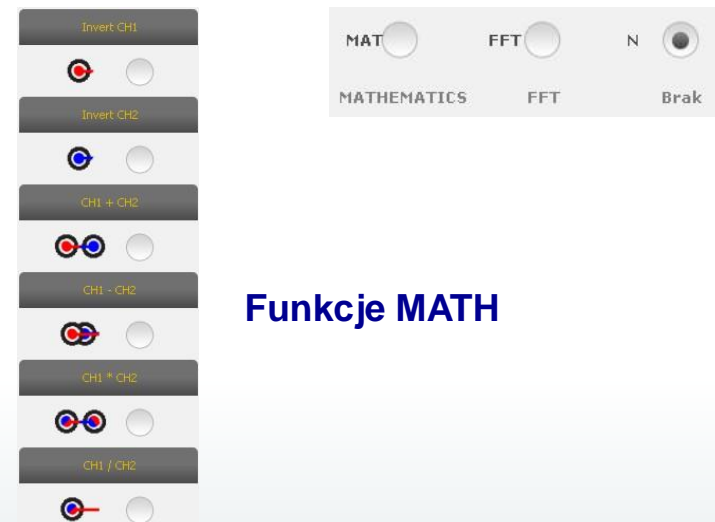 Invert CH1
Invert CH2
CH1 + CH2
CH1 - CH2
CH1 * CH2
CH1 / CH2
MAT FFT N
MATHEMATICS FFT Brak
Funkcje MATH